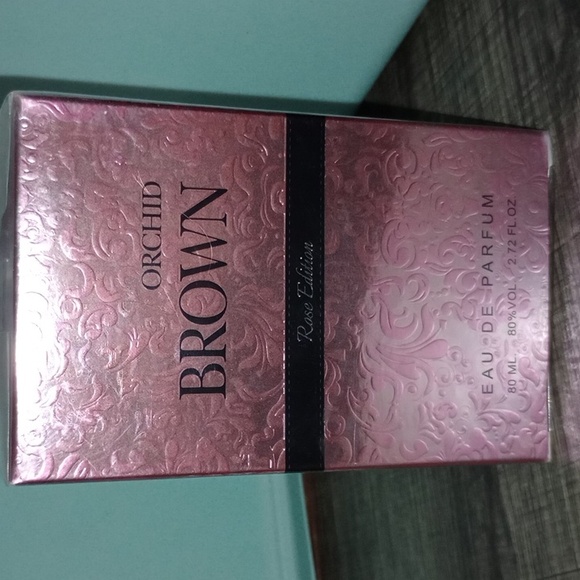 ORCHID
BROWN
Rose Edition
EAU DE PARFUM
80 ML 80%VOL 2 72 FL.OZ